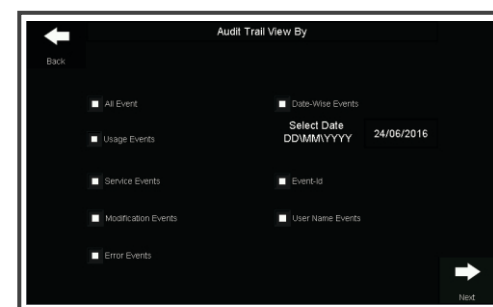 Audit Trail View By
Back
All Event
Date-Wise Events
Usage Events
Select Date
DD\MM\YYYY
24/06/2016
Service Events
Event-Id
Modification Events
User Name Events
Error Events
Next